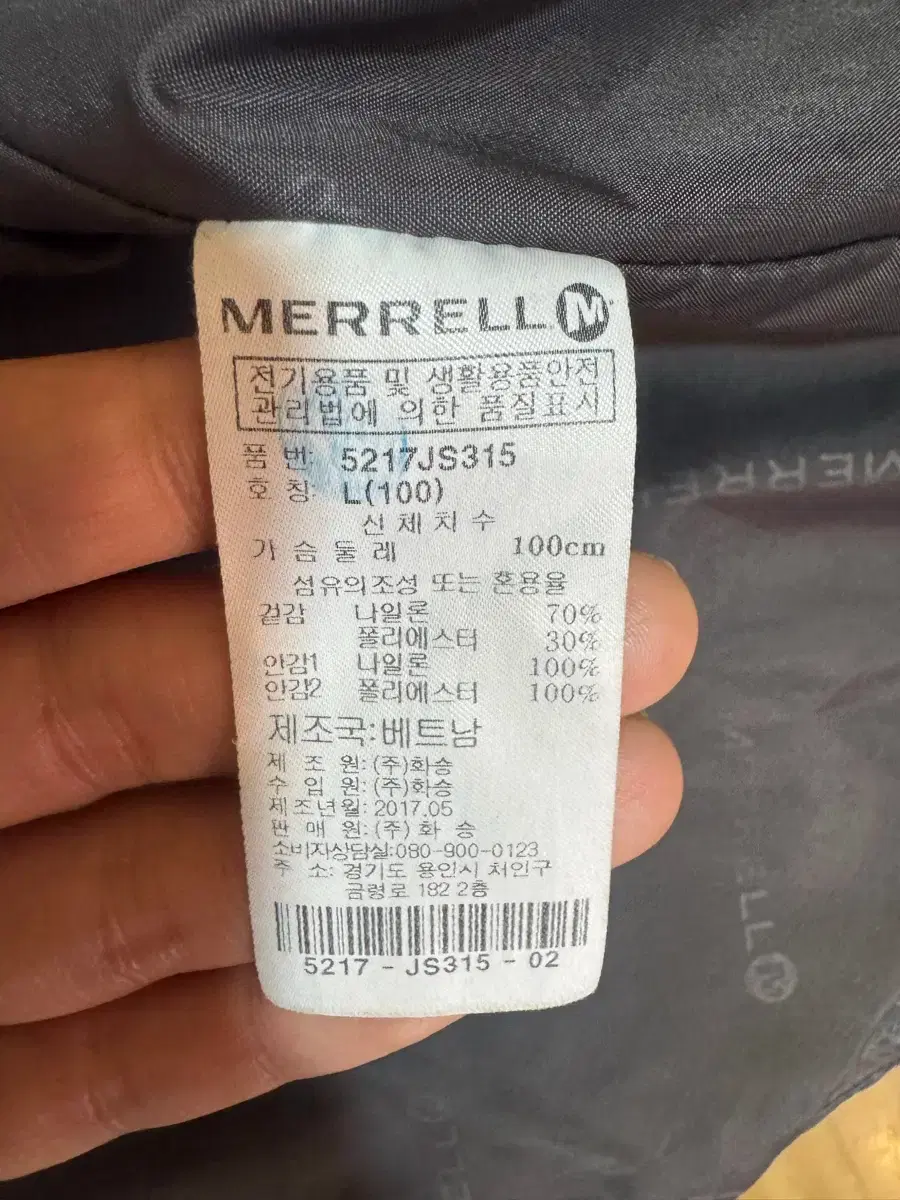 MERRELL M
전기용품 및 생활용품안전
관리법에 의한 품질표시
품 번: 5217JS315
호 칭: L(100)
신체치수
가슴둘레 100cm
섬유의조성 또는 혼용율
겉감 나일론 70%
폴리에스터 30%
안감1 나일론 100%
안감2 폴리에스터 100%
제조국:베트남
제 조 원:(주)화승
수 입 원:(주)화승
제조년월: 2017.05
판 매 원:(주) 화 승
소비자상담실:080-900-0123
주 소: 경기도 용인시 처인구
금령로 182 2층
5217 - JS315 - 02
MERRE
MERRELL